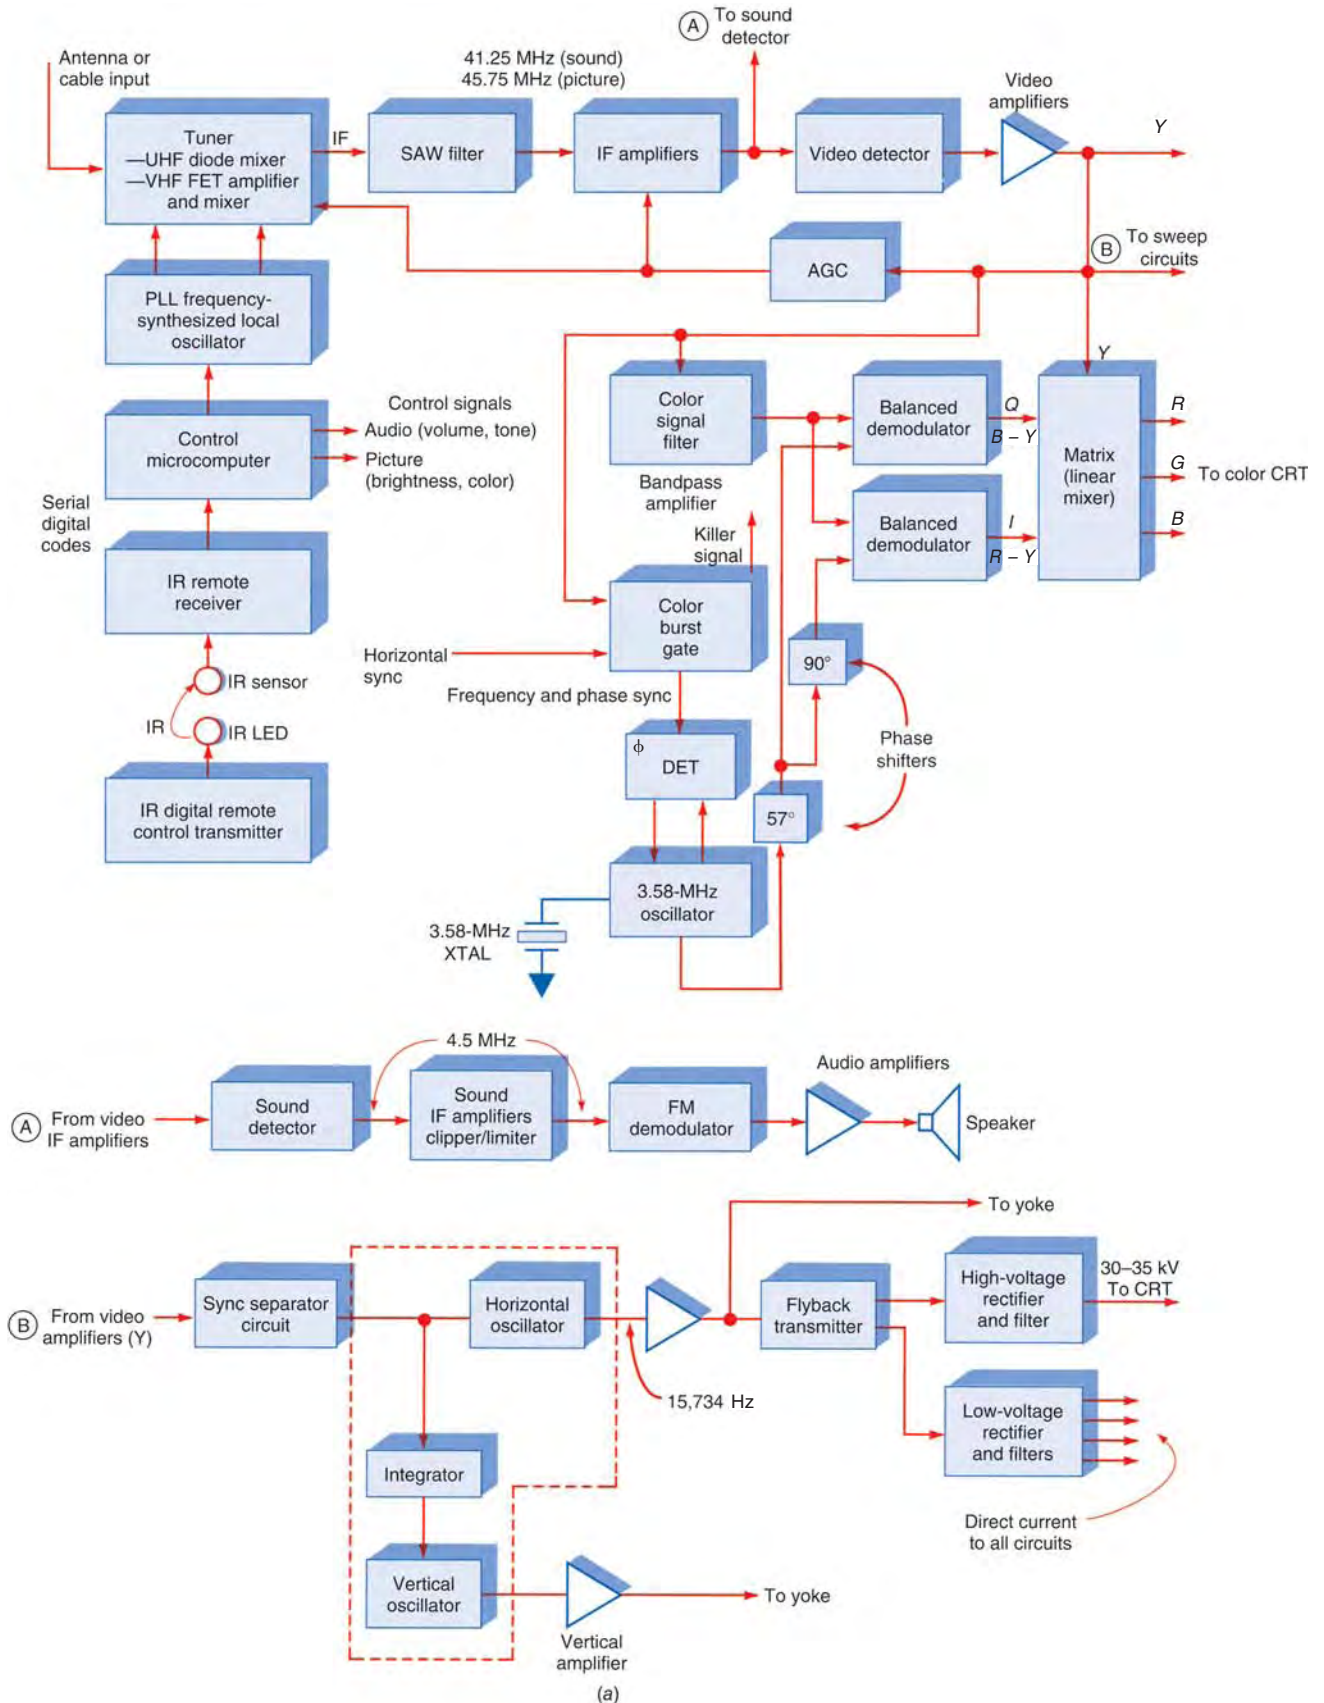 A
To sound
detector
Antenna or
cable input
41.25 MHz (sound)
45.75 MHz (picture)
Video
amplifiers
Tuner
—UHF diode mixer
—VHF FET amplifier
and mixer
IF
SAW filter
IF amplifiers
Video detector
Y
AGC
B
To sweep
circuits
PLL frequency-
synthesized local
oscillator
Y
Control
microcomputer
Control signals
Audio (volume, tone)
Picture
(brightness, color)
Color
signal
filter
Bandpass
amplifier
Balanced
demodulator
Q
B – Y
Matrix
(linear
mixer)
R
G
To color CRT
B
Serial
digital
codes
Killer
signal
Balanced
demodulator
I
R – Y
IR remote
receiver
Color
burst
gate
Horizontal
sync
90°
IR sensor
Frequency and phase sync
IR
IR LED
ϕ
DET
Phase
shifters
IR digital remote
control transmitter
57°
3.58-MHz
oscillator
3.58-MHz
XTAL
4.5 MHz
Audio amplifiers
A
From video
IF amplifiers
Sound
detector
Sound
IF amplifiers
clipper/limiter
FM
demodulator
Speaker
To yoke
B
From video
amplifiers (Y)
Sync separator
circuit
Horizontal
oscillator
Flyback
transmitter
High-voltage
rectifier
and filter
30–35 kV
To CRT
15,734 Hz
Low-voltage
rectifier
and filters
Integrator
Direct current
to all circuits
Vertical
oscillator
To yoke
Vertical
amplifier
(a)